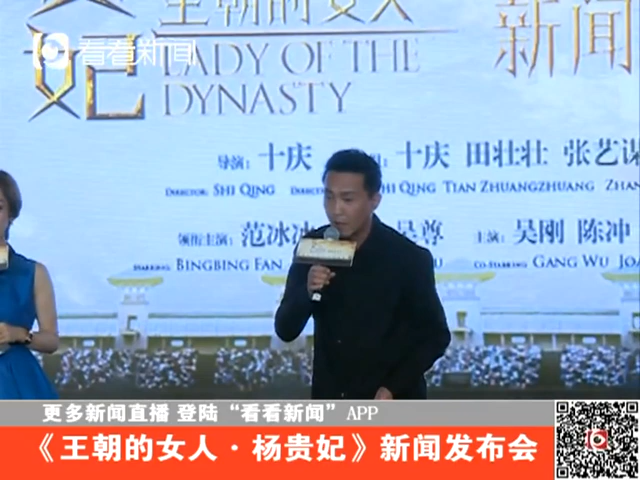 看看新闻
王朝的女人
新闻
妃
LADY OF THE
DYNASTY
导演：十庆
十庆 田壮壮 张艺谋
DIRECTOR: SHI QING
SHI QING TIAN ZHUANGZHUANG ZHA
领衔主演：范冰冰
吴尊
主演：吴刚 陈冲
STARRING: BINGBING FAN
CO-STARRING: GANG WU JOA
更多新闻直播 登陆“看看新闻”APP
《王朝的女人·杨贵妃》新闻发布会